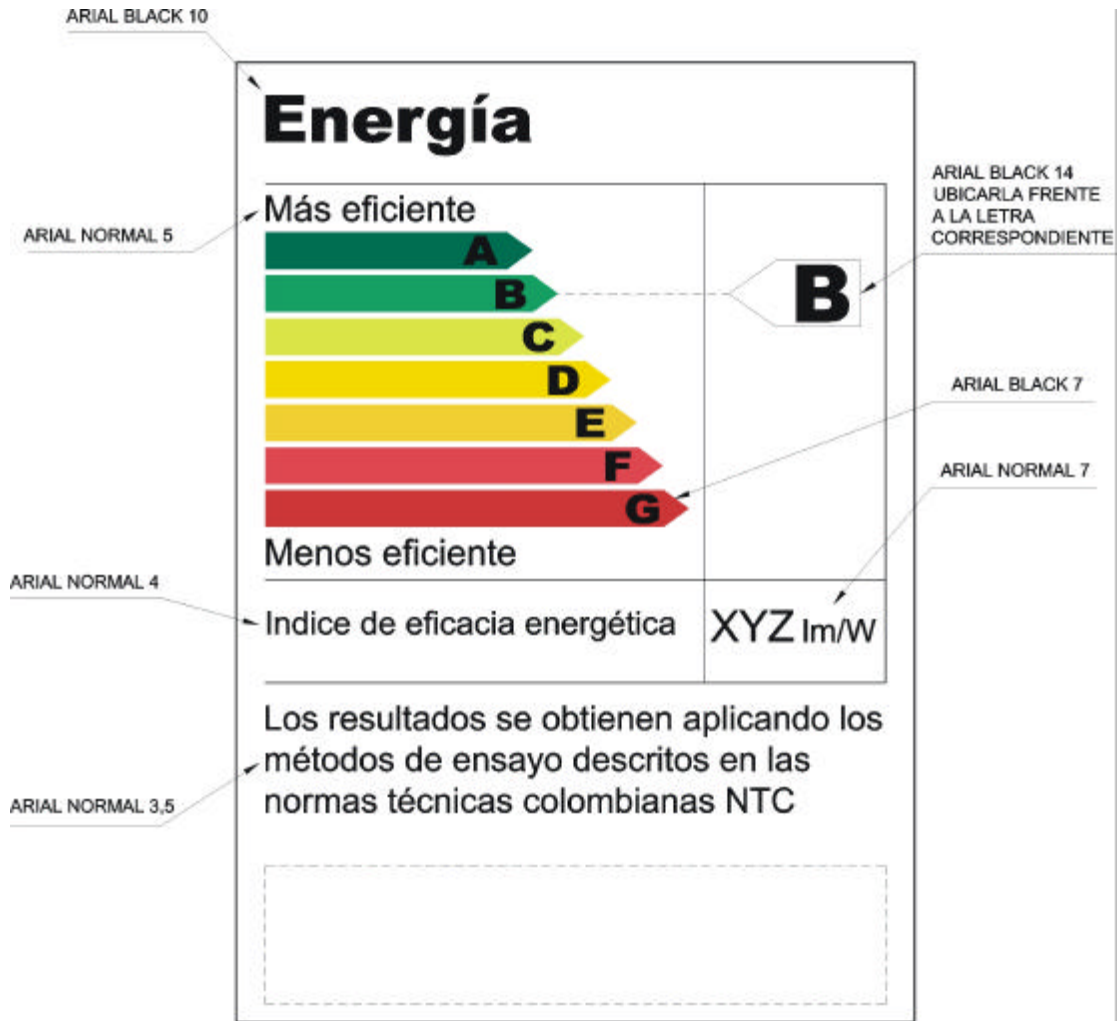 ARIAL BLACK 10
Energía
ARIAL BLACK 14
UBICARLA FRENTE
A LA LETRA
CORRESPONDIENTE
Más eficiente
ARIAL NORMAL 5
A
B
B
C
D
ARIAL BLACK 7
E
F
ARIAL NORMAL 7
G
Menos eficiente
ARIAL NORMAL 4
Indice de eficacia energética
XYZ lm/W
Los resultados se obtienen aplicando los
métodos de ensayo descritos en las
normas técnicas colombianas NTC
ARIAL NORMAL 3,5